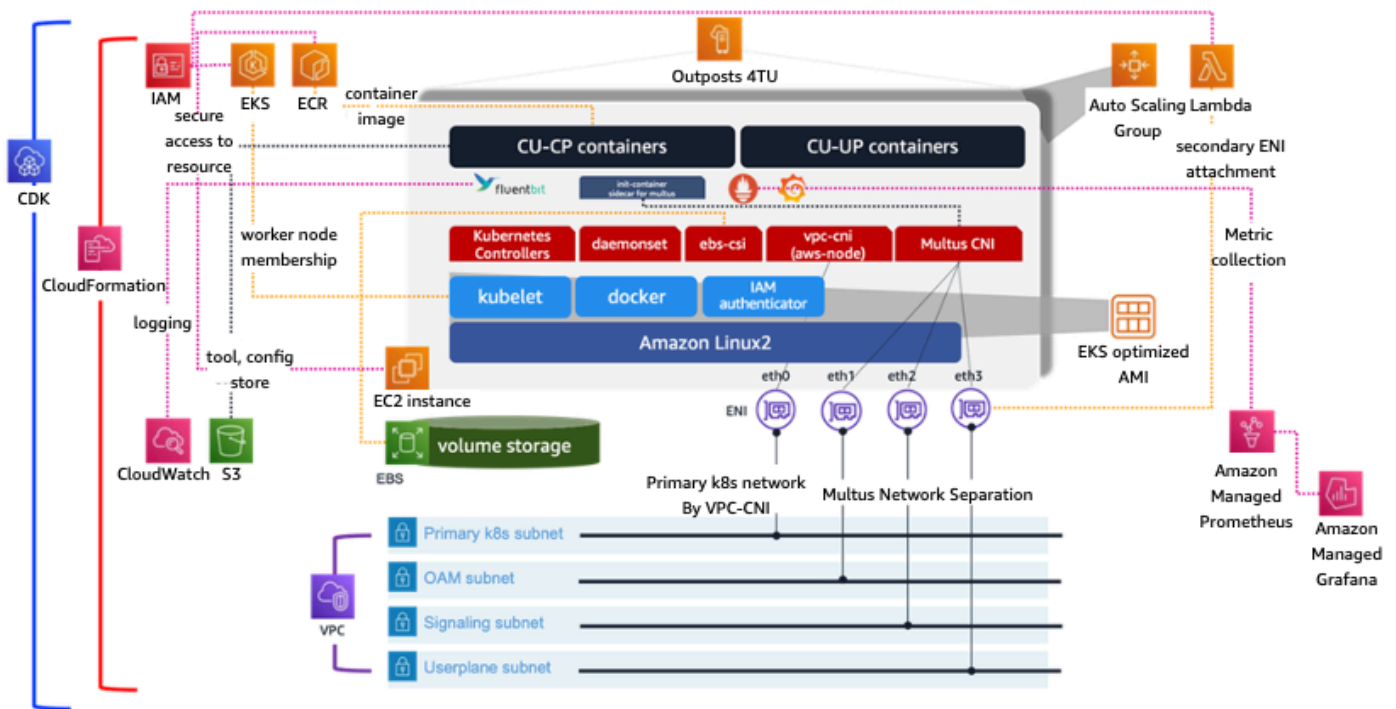 Outposts 4TU
IAM
EKS
ECR
container
image
Auto Scaling
Group
Lambda
secure
access to
resource
CU-CP containers
CU-UP containers
secondary ENI
attachment
CDK
fluentbit
init-container
sidecar for multus
worker node
membership
Kubernetes
Controllers
daemonset
ebs-csi
vpc-cni
(aws-node)
Multus CNI
Metric
collection
CloudFormation
kubelet
docker
IAM
authenticator
logging
Amazon Linux2
EKS optimized
AMI
tool, config
store
EC2 instance
eth0
eth1
eth2
eth3
ENI
CloudWatch
S3
EBS
volume storage
Primary k8s network
By VPC-CNI
Multus Network Separation
Amazon
Managed
Prometheus
Amazon
Managed
Grafana
VPC
Primary k8s subnet
OAM subnet
Signaling subnet
Userplane subnet